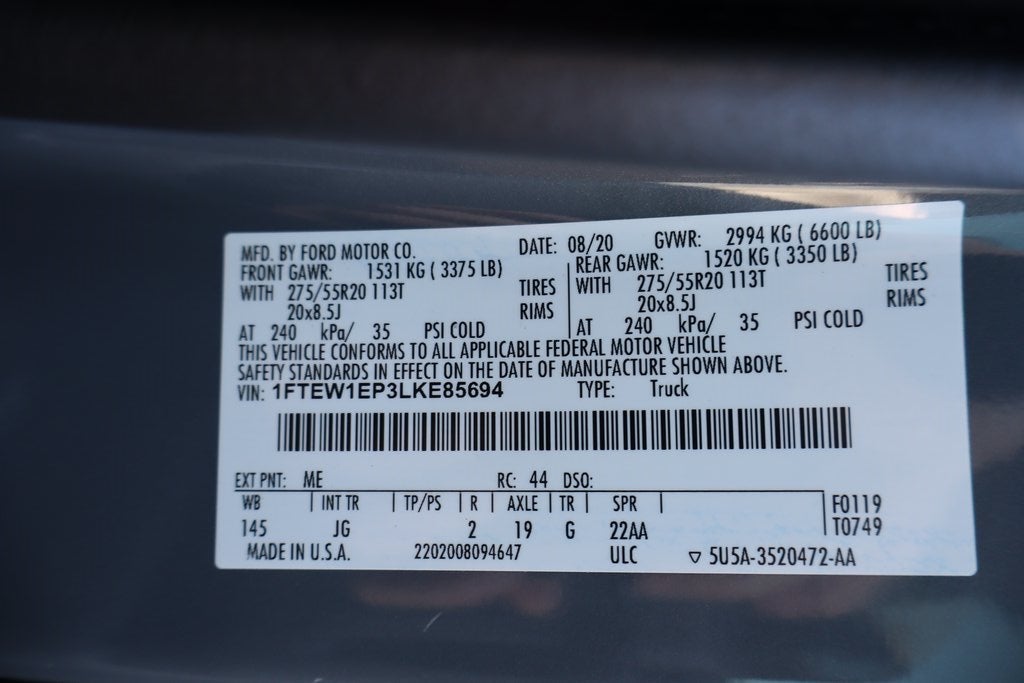 MFD. BY FORD MOTOR CO. DATE: 08/20 GVWR: 2994 KG ( 6600 LB)
FRONT GAWR: 1531 KG ( 3375 LB) REAR GAWR: 1520 KG ( 3350 LB)
WITH 275/55R20 113T TIRES WITH 275/55R20 113T TIRES
20x8.5J RIMS 20x8.5J RIMS
AT 240 kPa/ 35 PSI COLD AT 240 kPa/ 35 PSI COLD
THIS VEHICLE CONFORMS TO ALL APPLICABLE FEDERAL MOTOR VEHICLE
SAFETY STANDARDS IN EFFECT ON THE DATE OF MANUFACTURE SHOWN ABOVE.
VIN: 1FTEW1EP3LKE85694 TYPE: Truck
EXT PNT: ME RC: 44 DSO:
WB INT TR TP/PS R AXLE TR SPR F0119
145 JG 2 19 G 22AA T0749
MADE IN U.S.A. 2202008094647 ULC ▽ 5U5A-3520472-AA